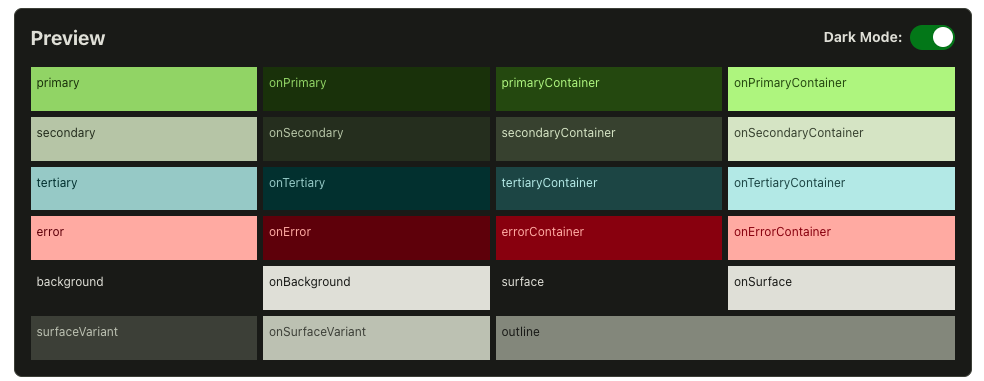 Preview
Dark Mode:
primary
onPrimary
primaryContainer
onPrimaryContainer
secondary
onSecondary
secondaryContainer
onSecondaryContainer
tertiary
onTertiary
tertiaryContainer
onTertiaryContainer
error
onError
errorContainer
onErrorContainer
background
onBackground
surface
onSurface
surfaceVariant
onSurfaceVariant
outline